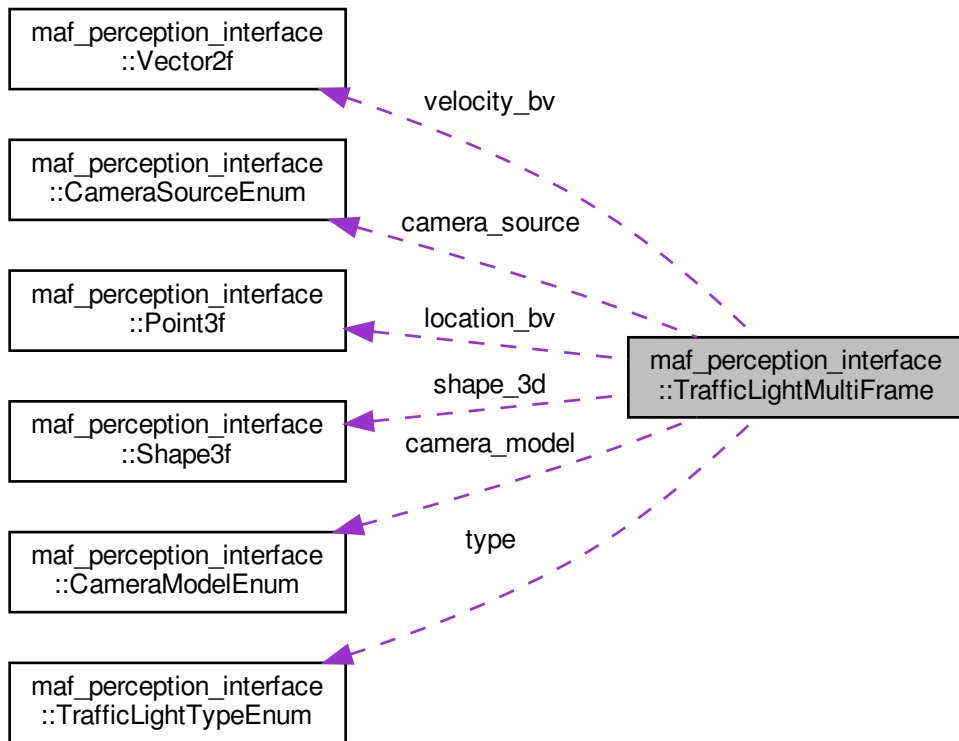 maf_perception_interface
::Vector2f
velocity_bv
maf_perception_interface
::CameraSourceEnum
camera_source
maf_perception_interface
::Point3f
location_bv
maf_perception_interface
::TrafficLightMultiFrame
shape_3d
maf_perception_interface
::Shape3f
camera_model
maf_perception_interface
::CameraModelEnum
type
maf_perception_interface
::TrafficLightTypeEnum